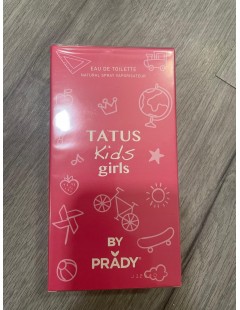 EAU DE TOILETTE
NATURAL SPRAY VAPORISATEUR
TATUS
Kids
girls
BY
PRADY